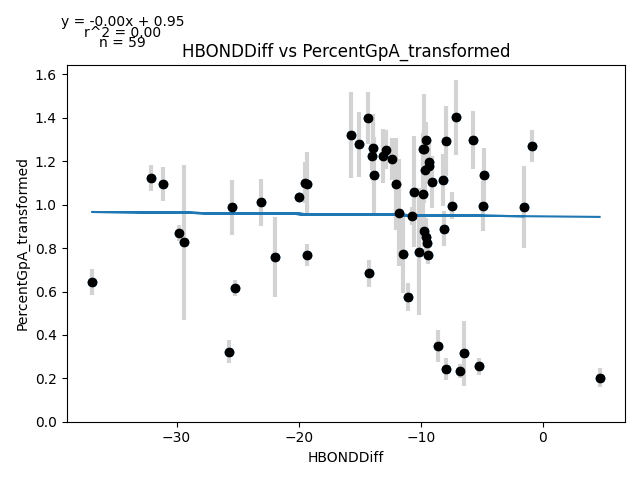 y = -0.00x + 0.95
r^2 = 0.00
n = 59
HBONDDiff vs PercentGpA_transformed
1.6
1.4
1.2
1.0
0.8
0.6
0.4
0.2
0.0
PercentGpA_transformed
−30 −20 −10 0
HBONDDiff